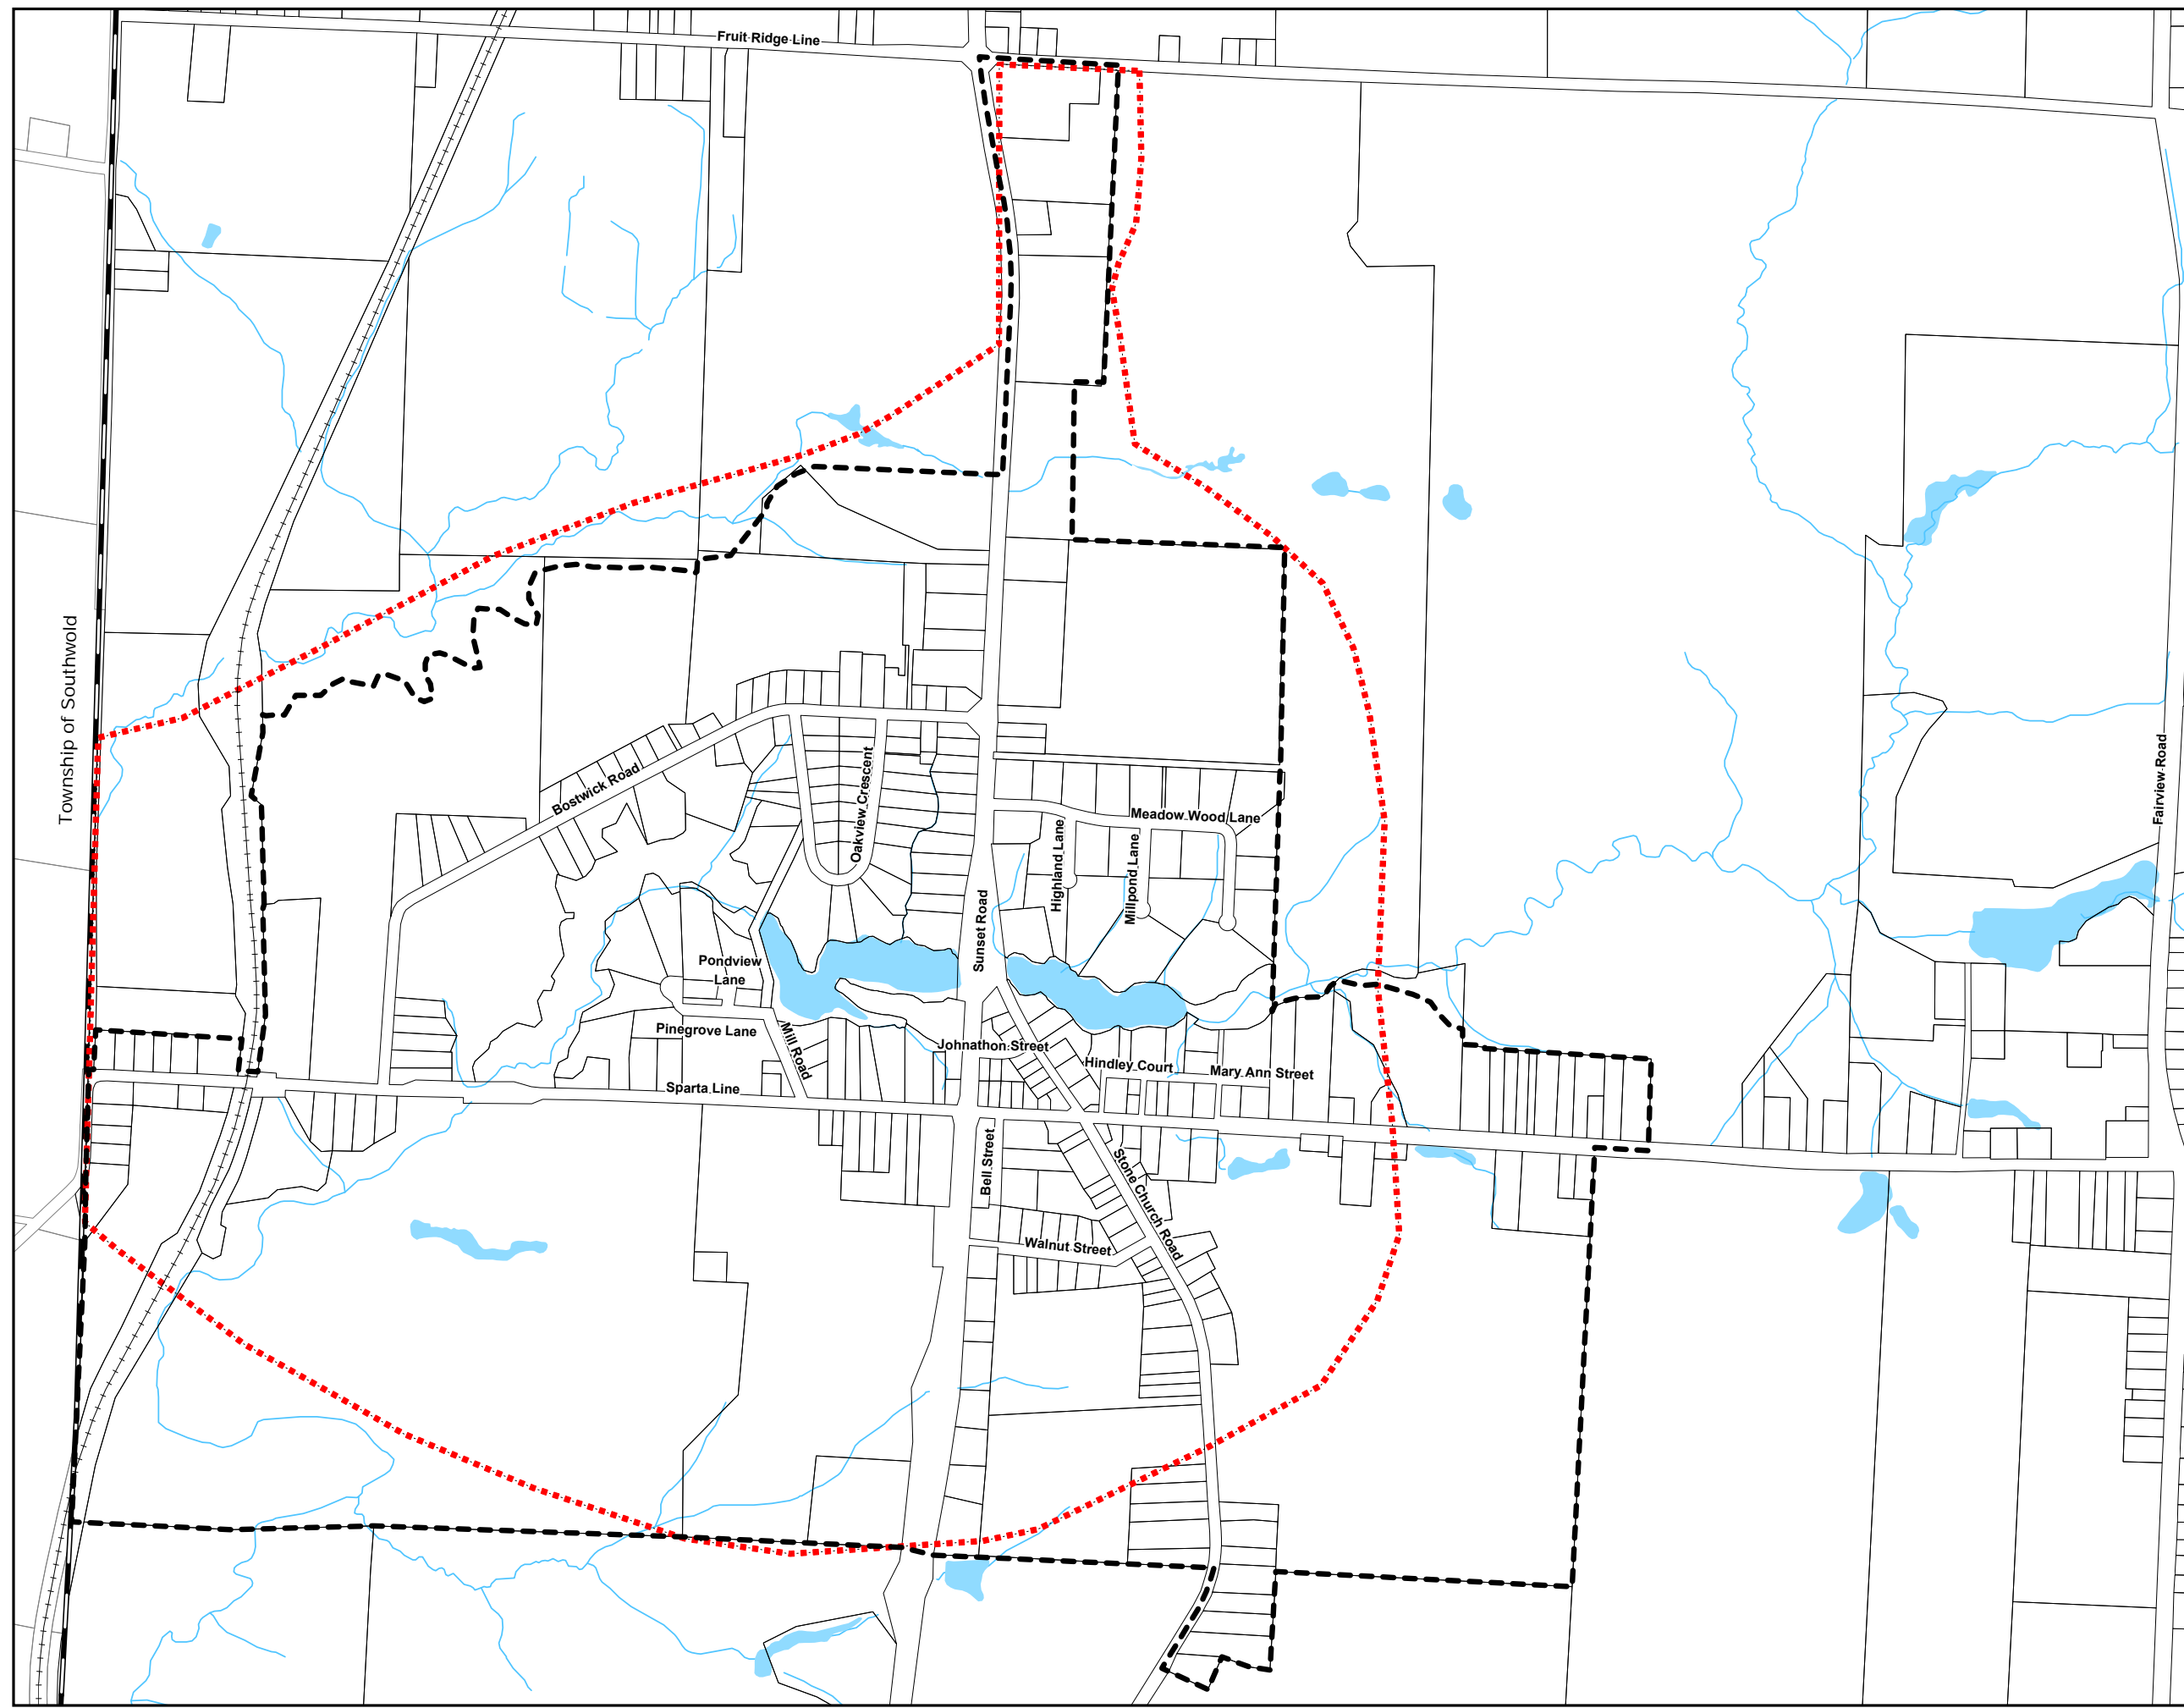 Fruit Ridge Line
Township of Southwold
Fairview Road
Bostwick Road
Oakview Crescent
Meadow Wood Lane
Highland Lane
Millpond Lane
Sunset Road
Pondview
Lane
Pinegrove Lane
Mill Road
Johnathon Street
Hindley Court
Mary Ann Street
Sparta Line
Bell Street
Stone Church Road
Walnut Street